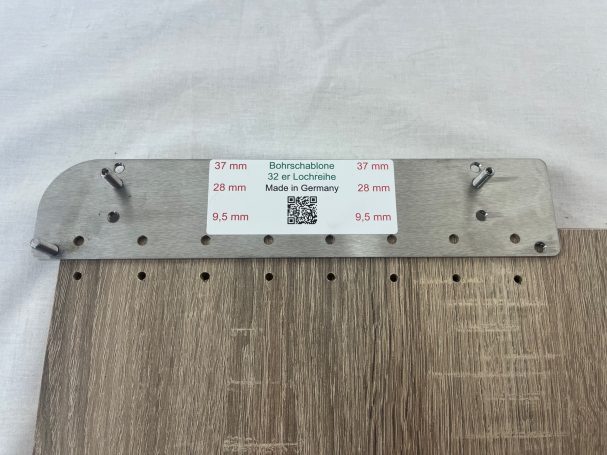 37 mm Bohrschablone 37 mm
32 er Lochreihe
28 mm Made in Germany 28 mm
9,5 mm 9,5 mm